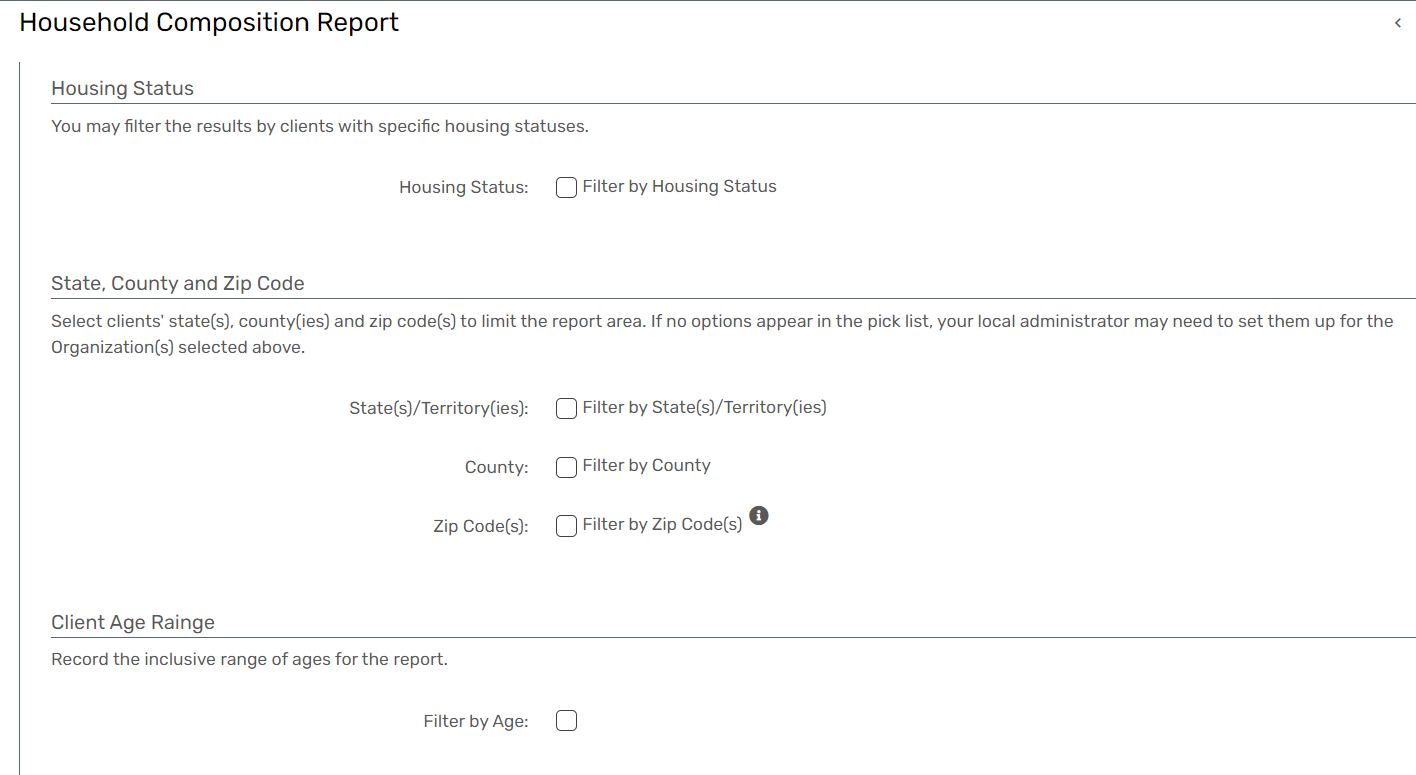 Household Composition Report
Housing Status
You may filter the results by clients with specific housing statuses.
Housing Status: Filter by Housing Status
State, County and Zip Code
Select clients' state(s), county(ies) and zip code(s) to limit the report area. If no options appear in the pick list, your local administrator may need to set them up for the
Organization(s) selected above.
State(s)/Territory(ies): Filter by State(s)/Territory(ies)
County: Filter by County
Zip Code(s): Filter by Zip Code(s)
Client Age Rainge
Record the inclusive range of ages for the report.
Filter by Age: